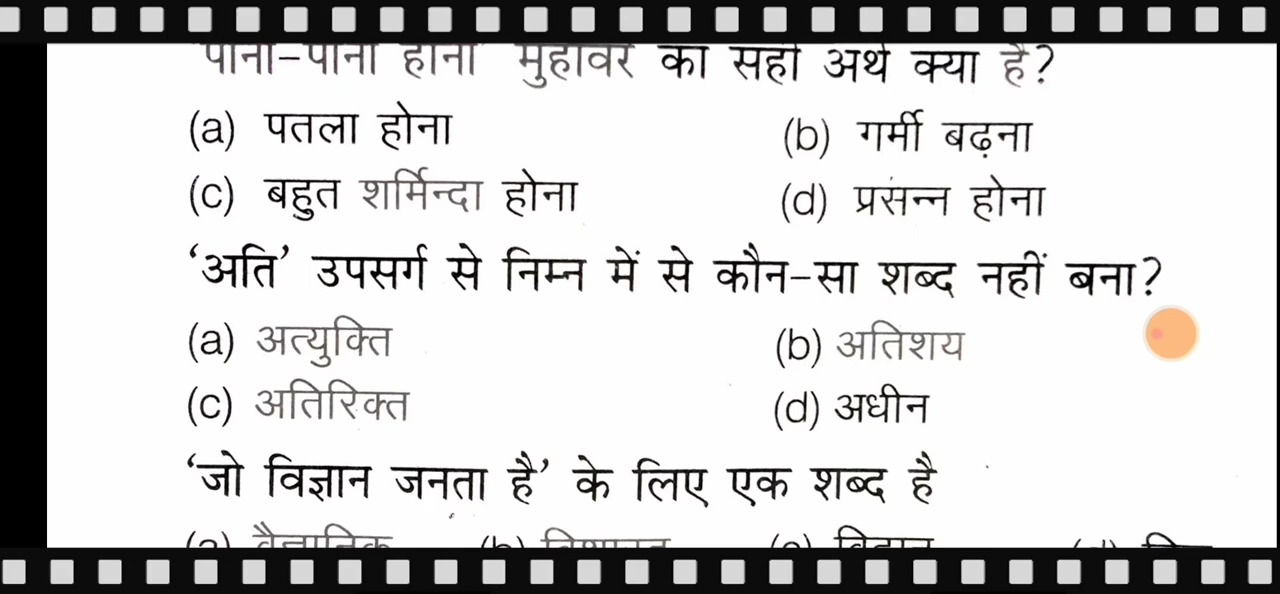 पानी-पानी होना' मुहावरे का सही अर्थ क्या है?
(a) पतला होना (b) गर्मी बढ़ना
(c) बहुत शर्मिन्दा होना (d) प्रसन्न होना
'अति' उपसर्ग से निम्न में से कौन-सा शब्द नहीं बना?
(a) अत्युक्ति (b) अतिशय
(c) अतिरिक्त (d) अधीन
'जो विज्ञान जनता है' के लिए एक शब्द है
(a) वैज्ञानिक (b) (c) (d)